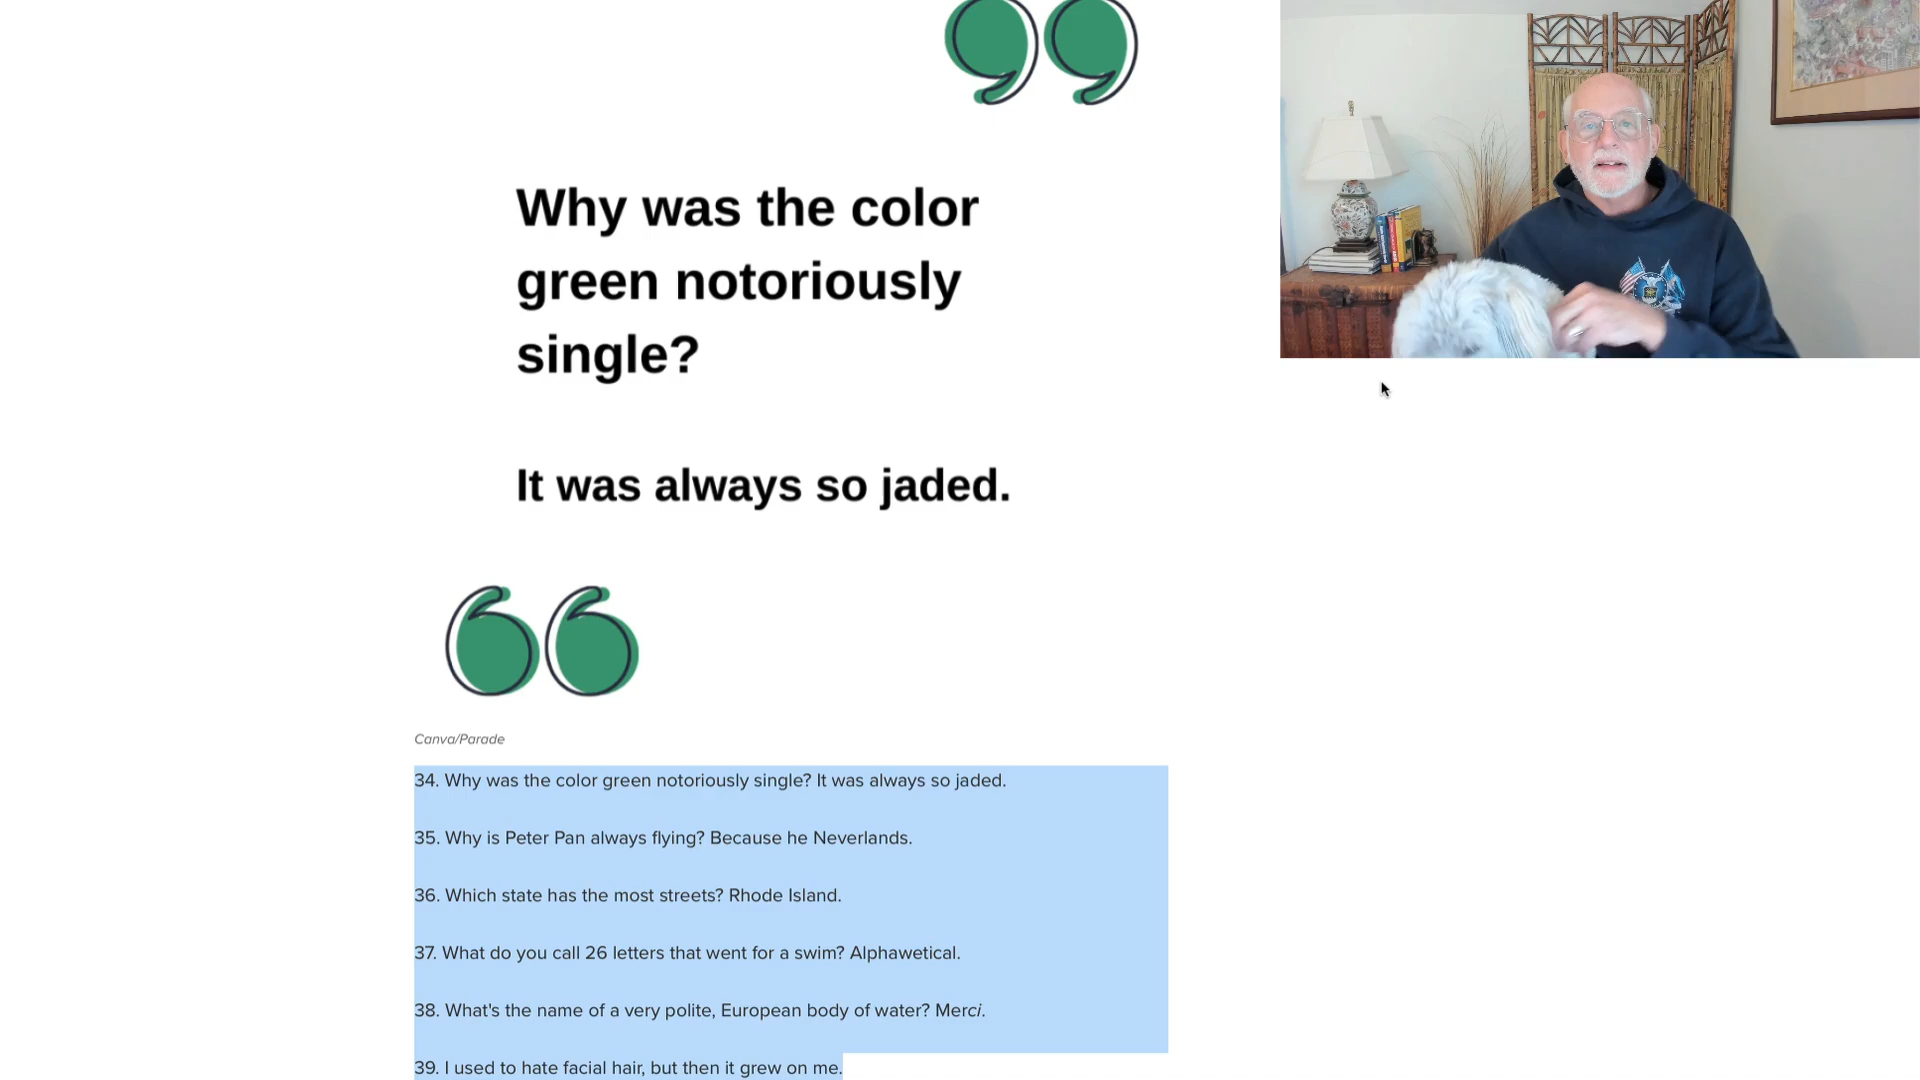 Why was the color
green notoriously
single?
It was always so jaded.
Canva/Parade
34. Why was the color green notoriously single? It was always so jaded.
35. Why is Peter Pan always flying? Because he Neverlands.
36. Which state has the most streets? Rhode Island.
37. What do you call 26 letters that went for a swim? Alphawetical.
38. What's the name of a very polite, European body of water? Merci.
39. I used to hate facial hair, but then it grew on me.